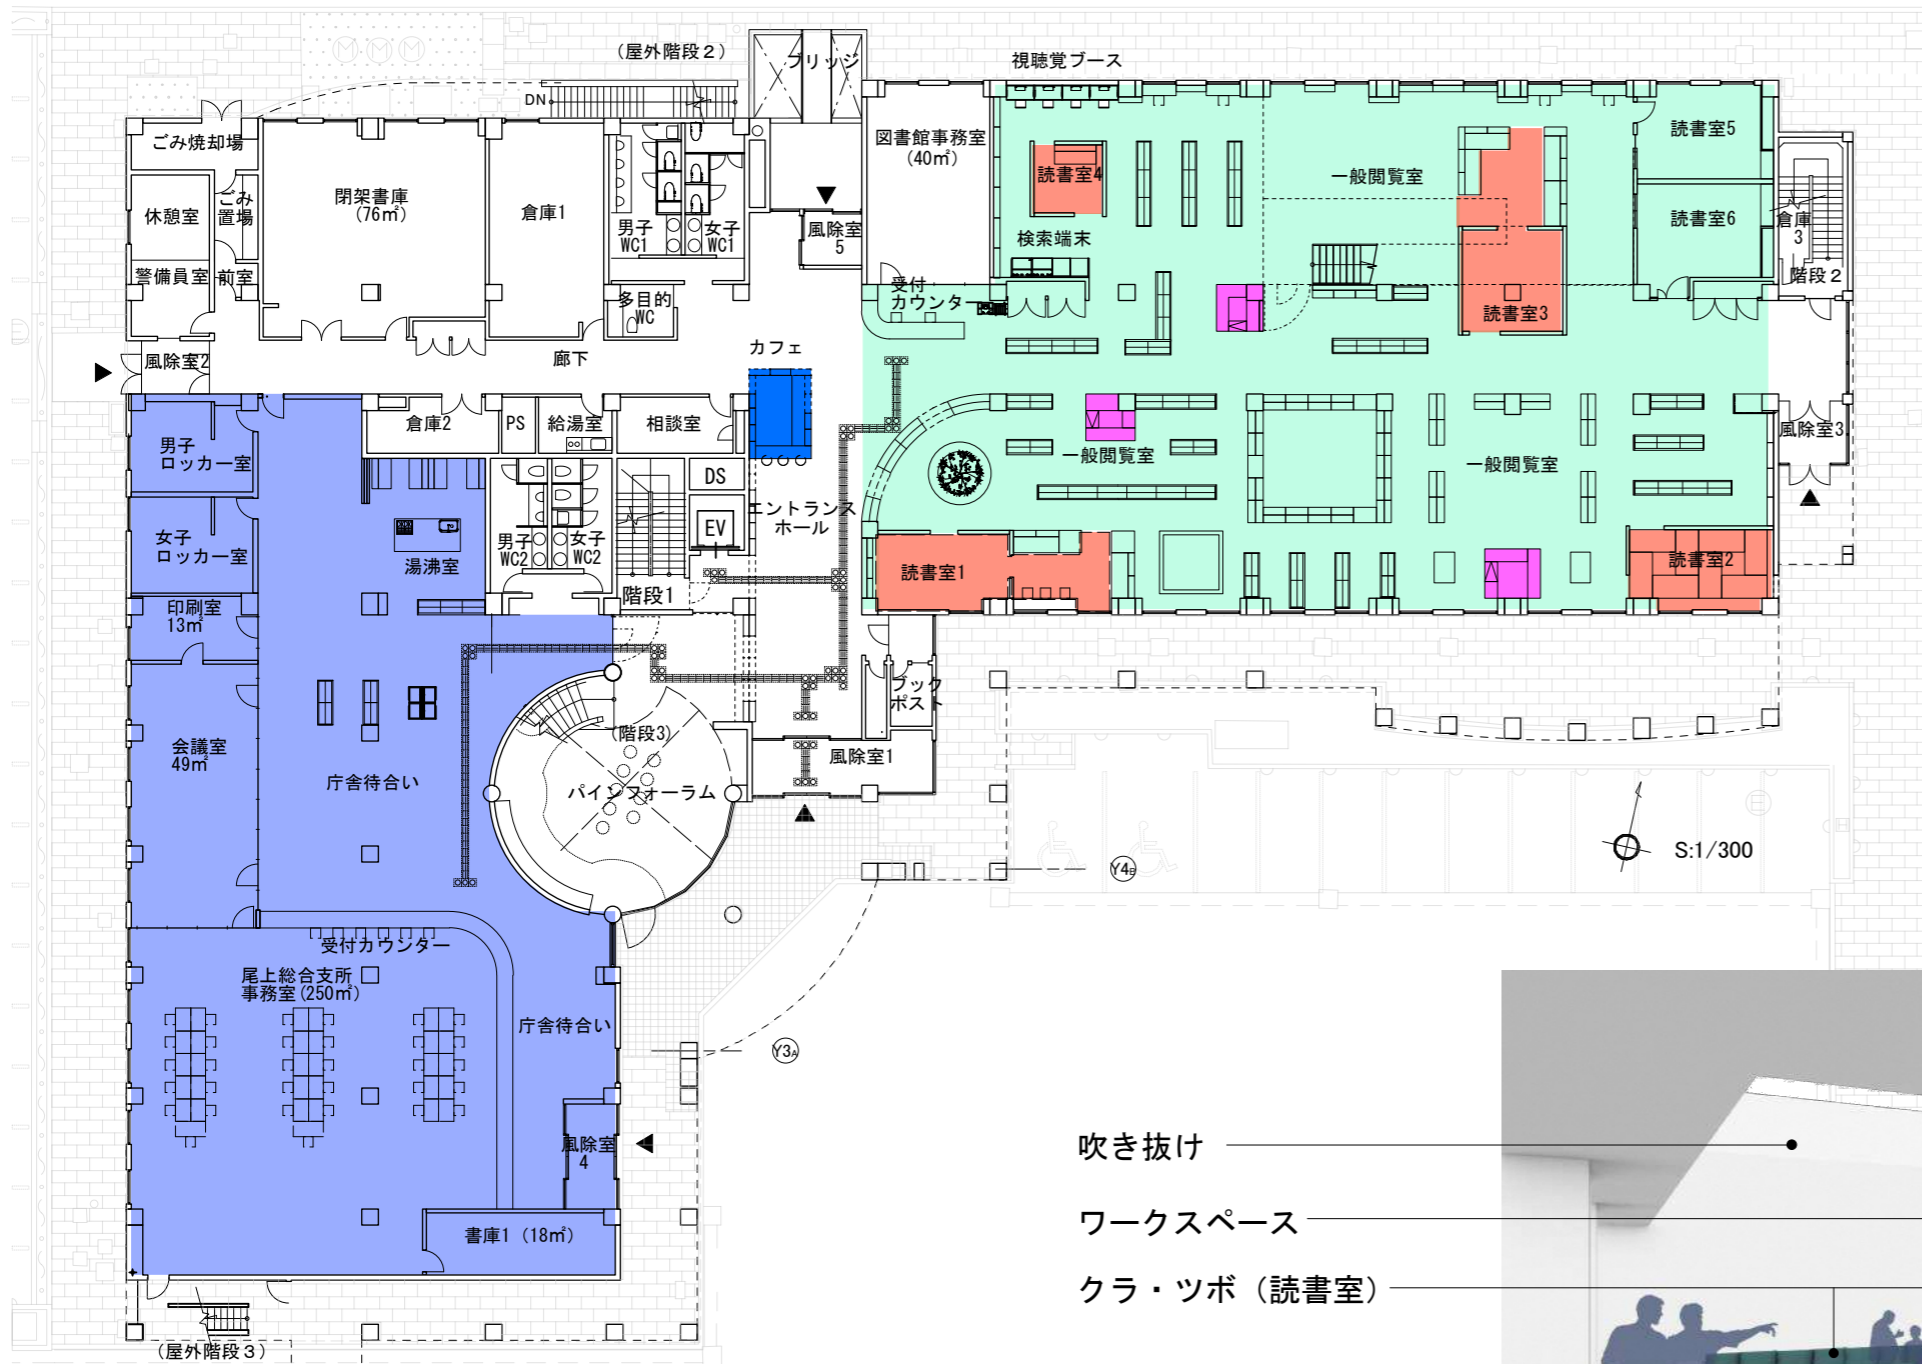 (屋外階段２)
ブリッジ
視聴覚ブース
DN
ごみ焼却場
図書館事務室
(40㎡)
読書室5
読書室4
一般閲覧室
閉架書庫
(76㎡)
倉庫1
休憩室
ごみ
置場
男子
WC1
女子
WC1
風除室
5
検索端末
読書室6
倉庫
3
警備員室
前室
多目的
WC
受付
カウンター
階段２
読書室3
風除室2
廊下
カフェ
倉庫2
PS
給湯室
相談室
男子
ロッカー室
一般閲覧室
一般閲覧室
風除室3
DS
エントランス
ホール
EV
女子
ロッカー室
湯沸室
男子
WC2
女子
WC2
階段1
読書室1
読書室2
印刷室
13㎡
ブック
ポスト
(階段3)
会議室
49㎡
庁舎待合い
パインフォーラム
風除室1
S:1/300
Y4B
受付カウンター
尾上総合支所
事務室(250㎡)
庁舎待合い
Y3A
風除室
4
吹き抜け
ワークスペース
書庫1（18㎡）
クラ・ツボ（読書室）
(屋外階段３)